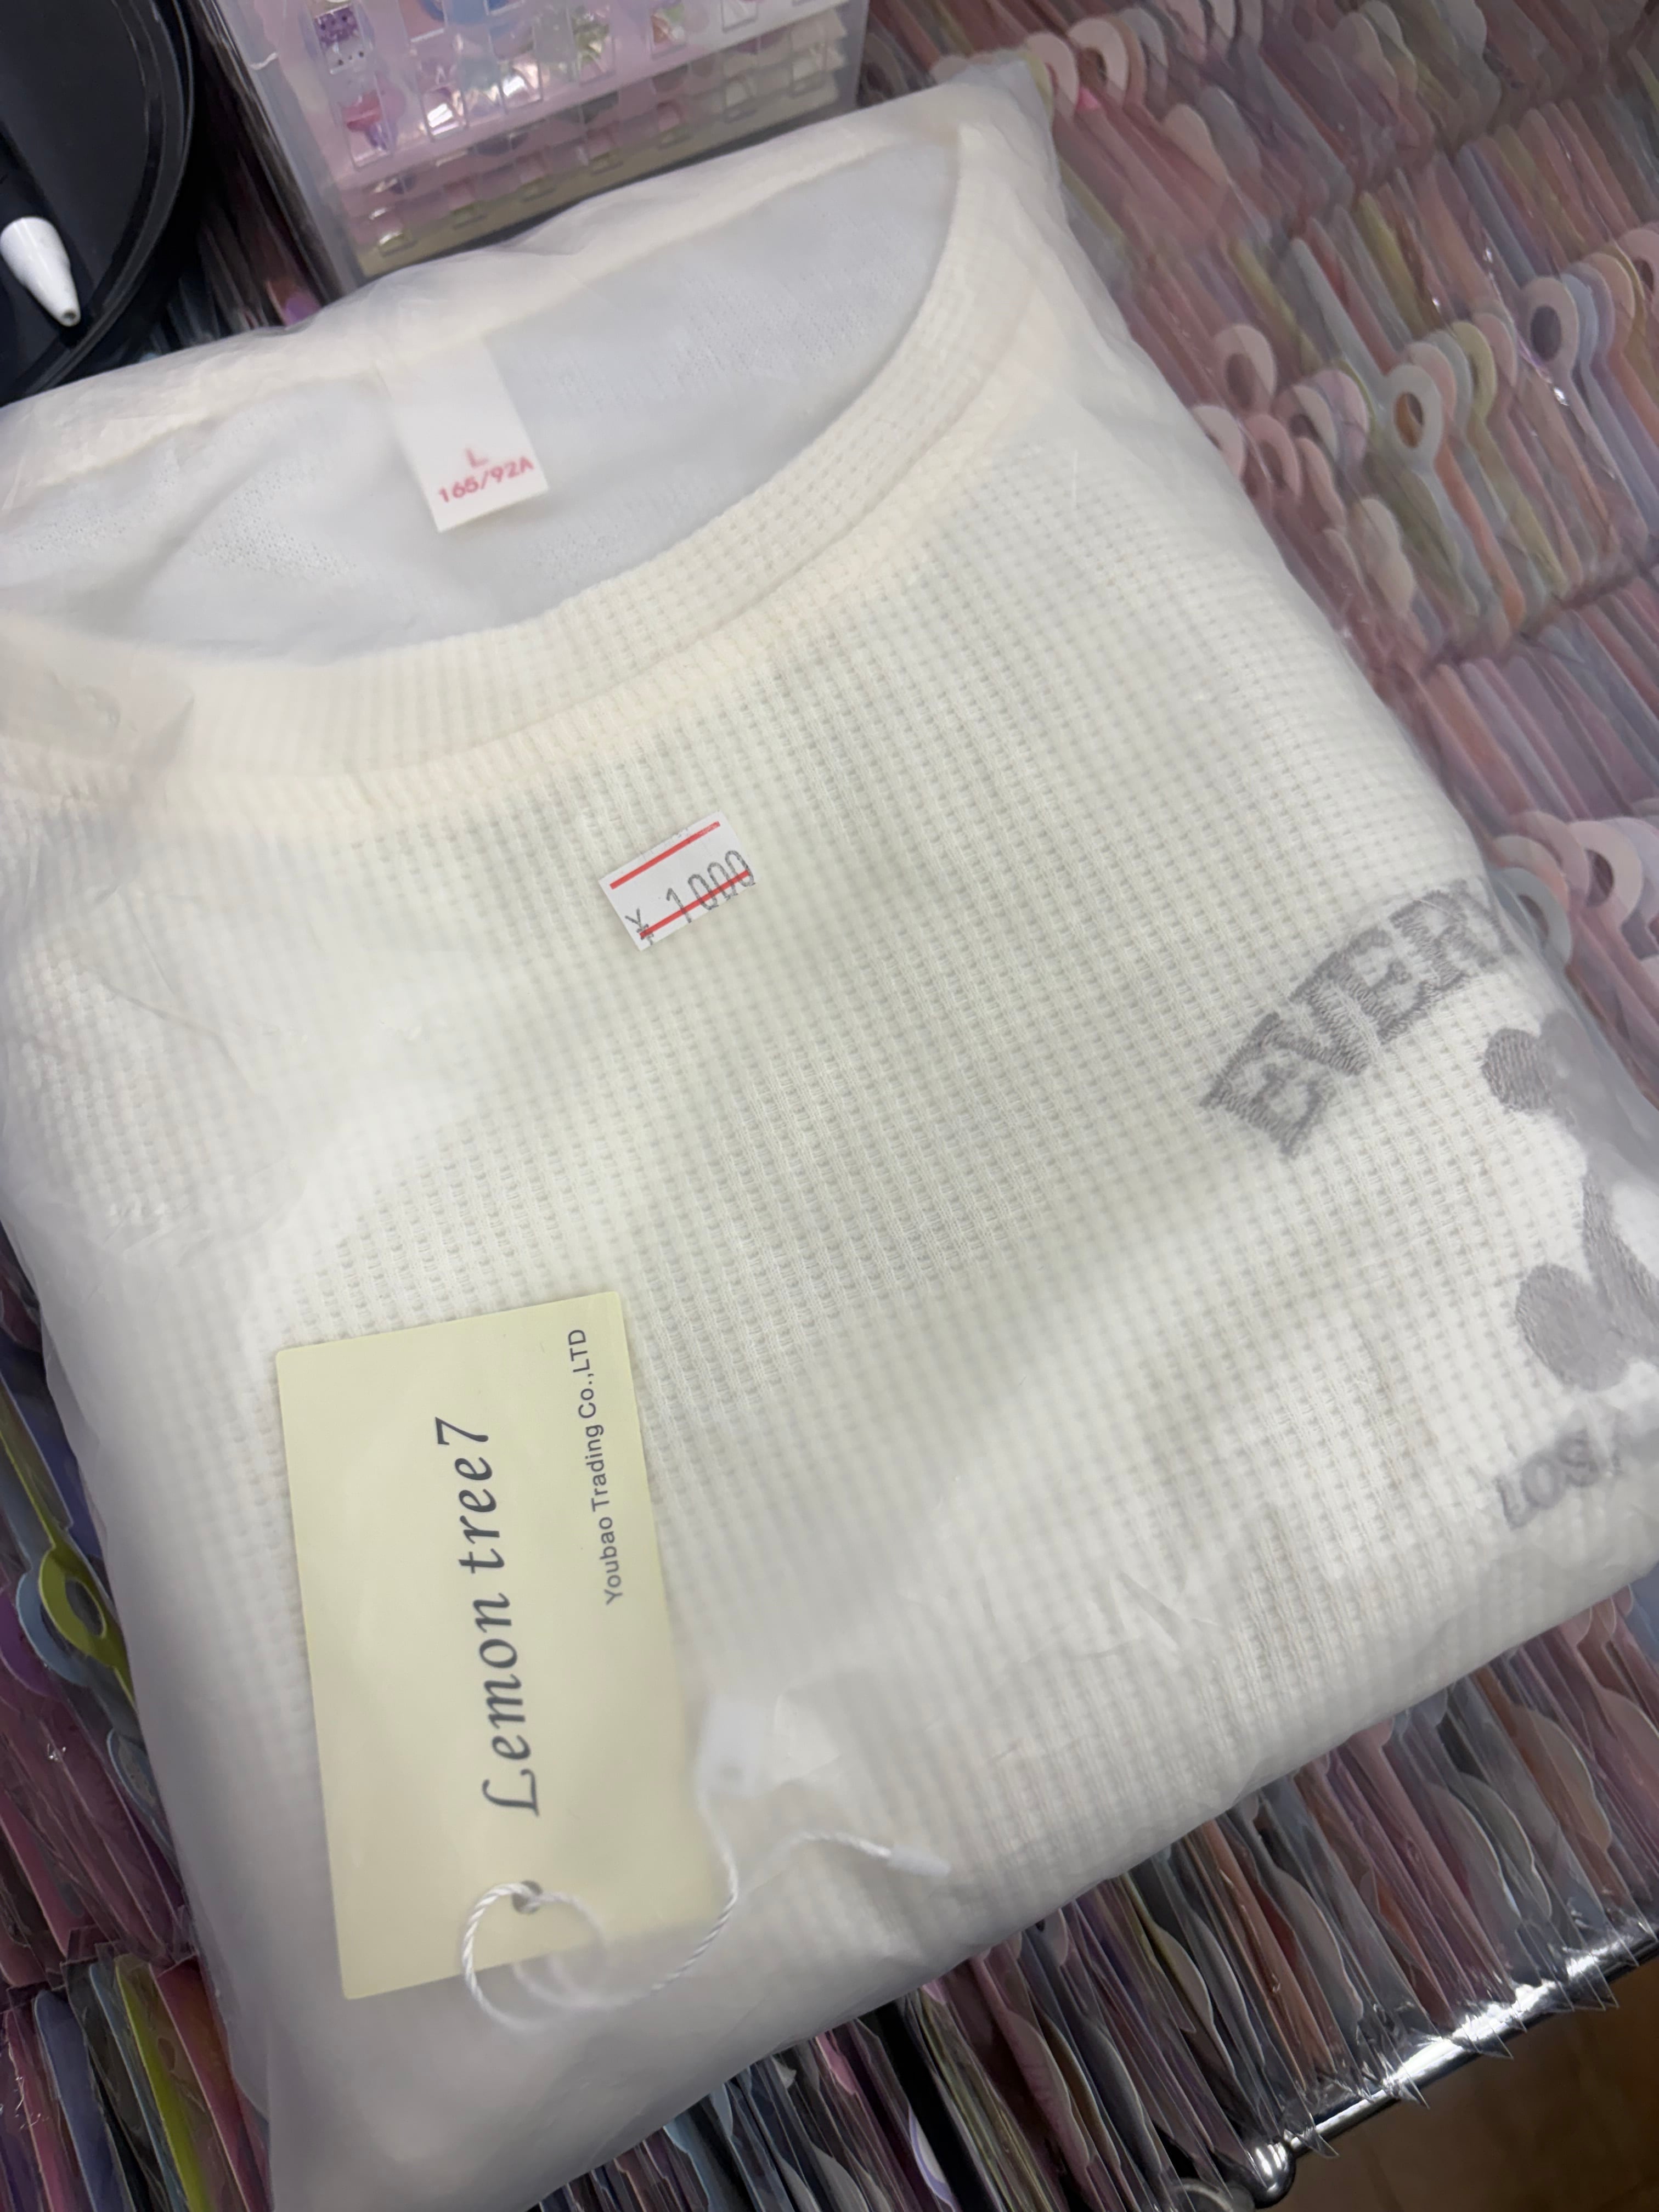 L
165/92A
¥ 1000
EVER
LOS
Lemon tree7
Youbao Trading Co.,LTD